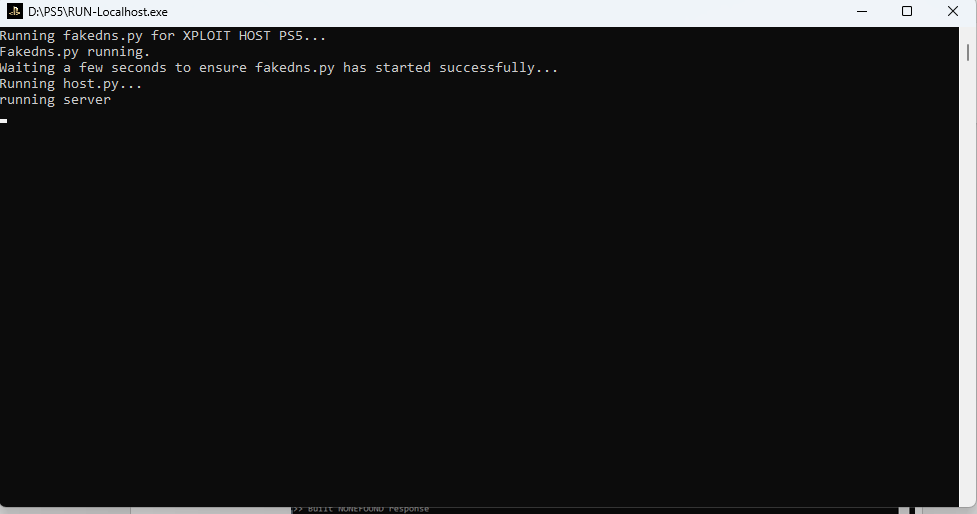 D:\PS5\RUN-Localhost.exe
Running fakedns.py for XPLOIT HOST PS5...
Fakedns.py running.
Waiting a few seconds to ensure fakedns.py has started successfully...
Running host.py...
running server
>> Built NONEFOUND response